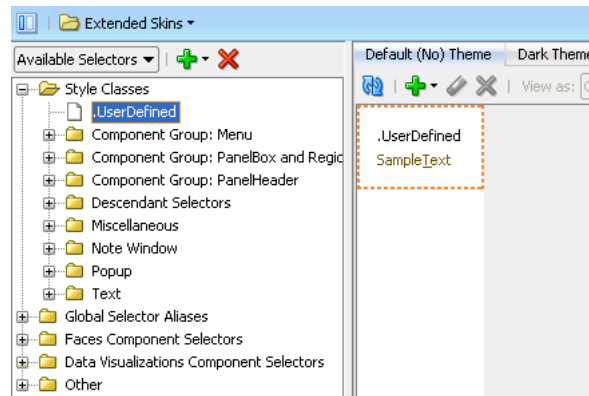 Extended Skins
Available Selectors
Style Classes
.UserDefined
Component Group: Menu
Component Group: PanelBox and Regic
Component Group: PanelHeader
Descendant Selectors
Miscellaneous
Note Window
Popup
Text
Global Selector Aliases
Faces Component Selectors
Data Visualizations Component Selectors
Other
Default (No) Theme Dark Theme
View as:
.UserDefined
SampleText